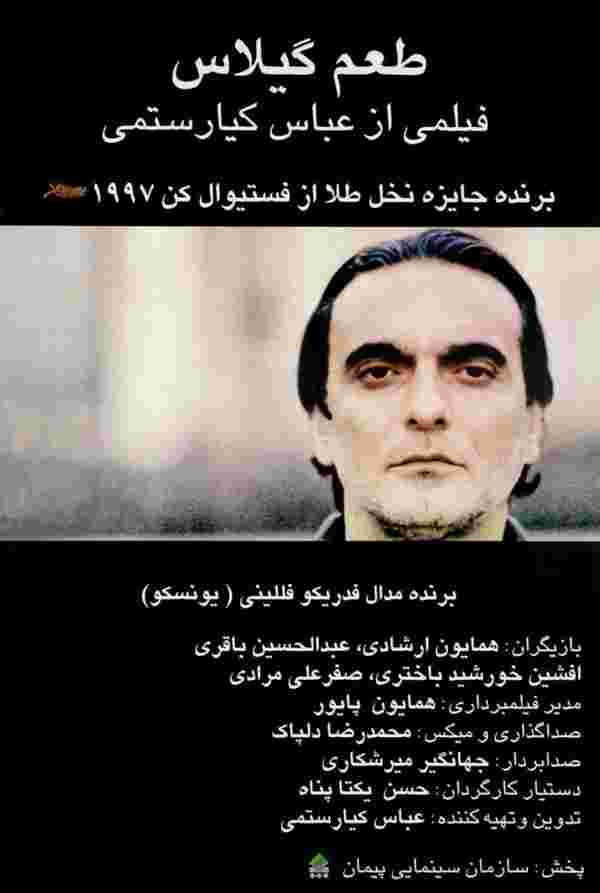 طعم گیلاس
فیلمی از عباس کیارستمی
برنده جایزه نخل طلا از فستیوال کن ۱۹۹۷
برنده مدال فدریکو فللینی ( یونسکو)
بازیگران: همایون ارشادی، عبدالحسین باقری
افشین خورشید باختری، صفرعلی مرادی
مدیر فیلمبرداری: همایون پایور
صداگذاری و میکس: محمدرضا دلپاک
صدابردار: جهانگیر میرشکاری
دستیار کارگردان: حسن یکتا پناه
تدوین وتهیه کننده: عباس کیارستمی
پخش: سازمان سینمایی پیمان